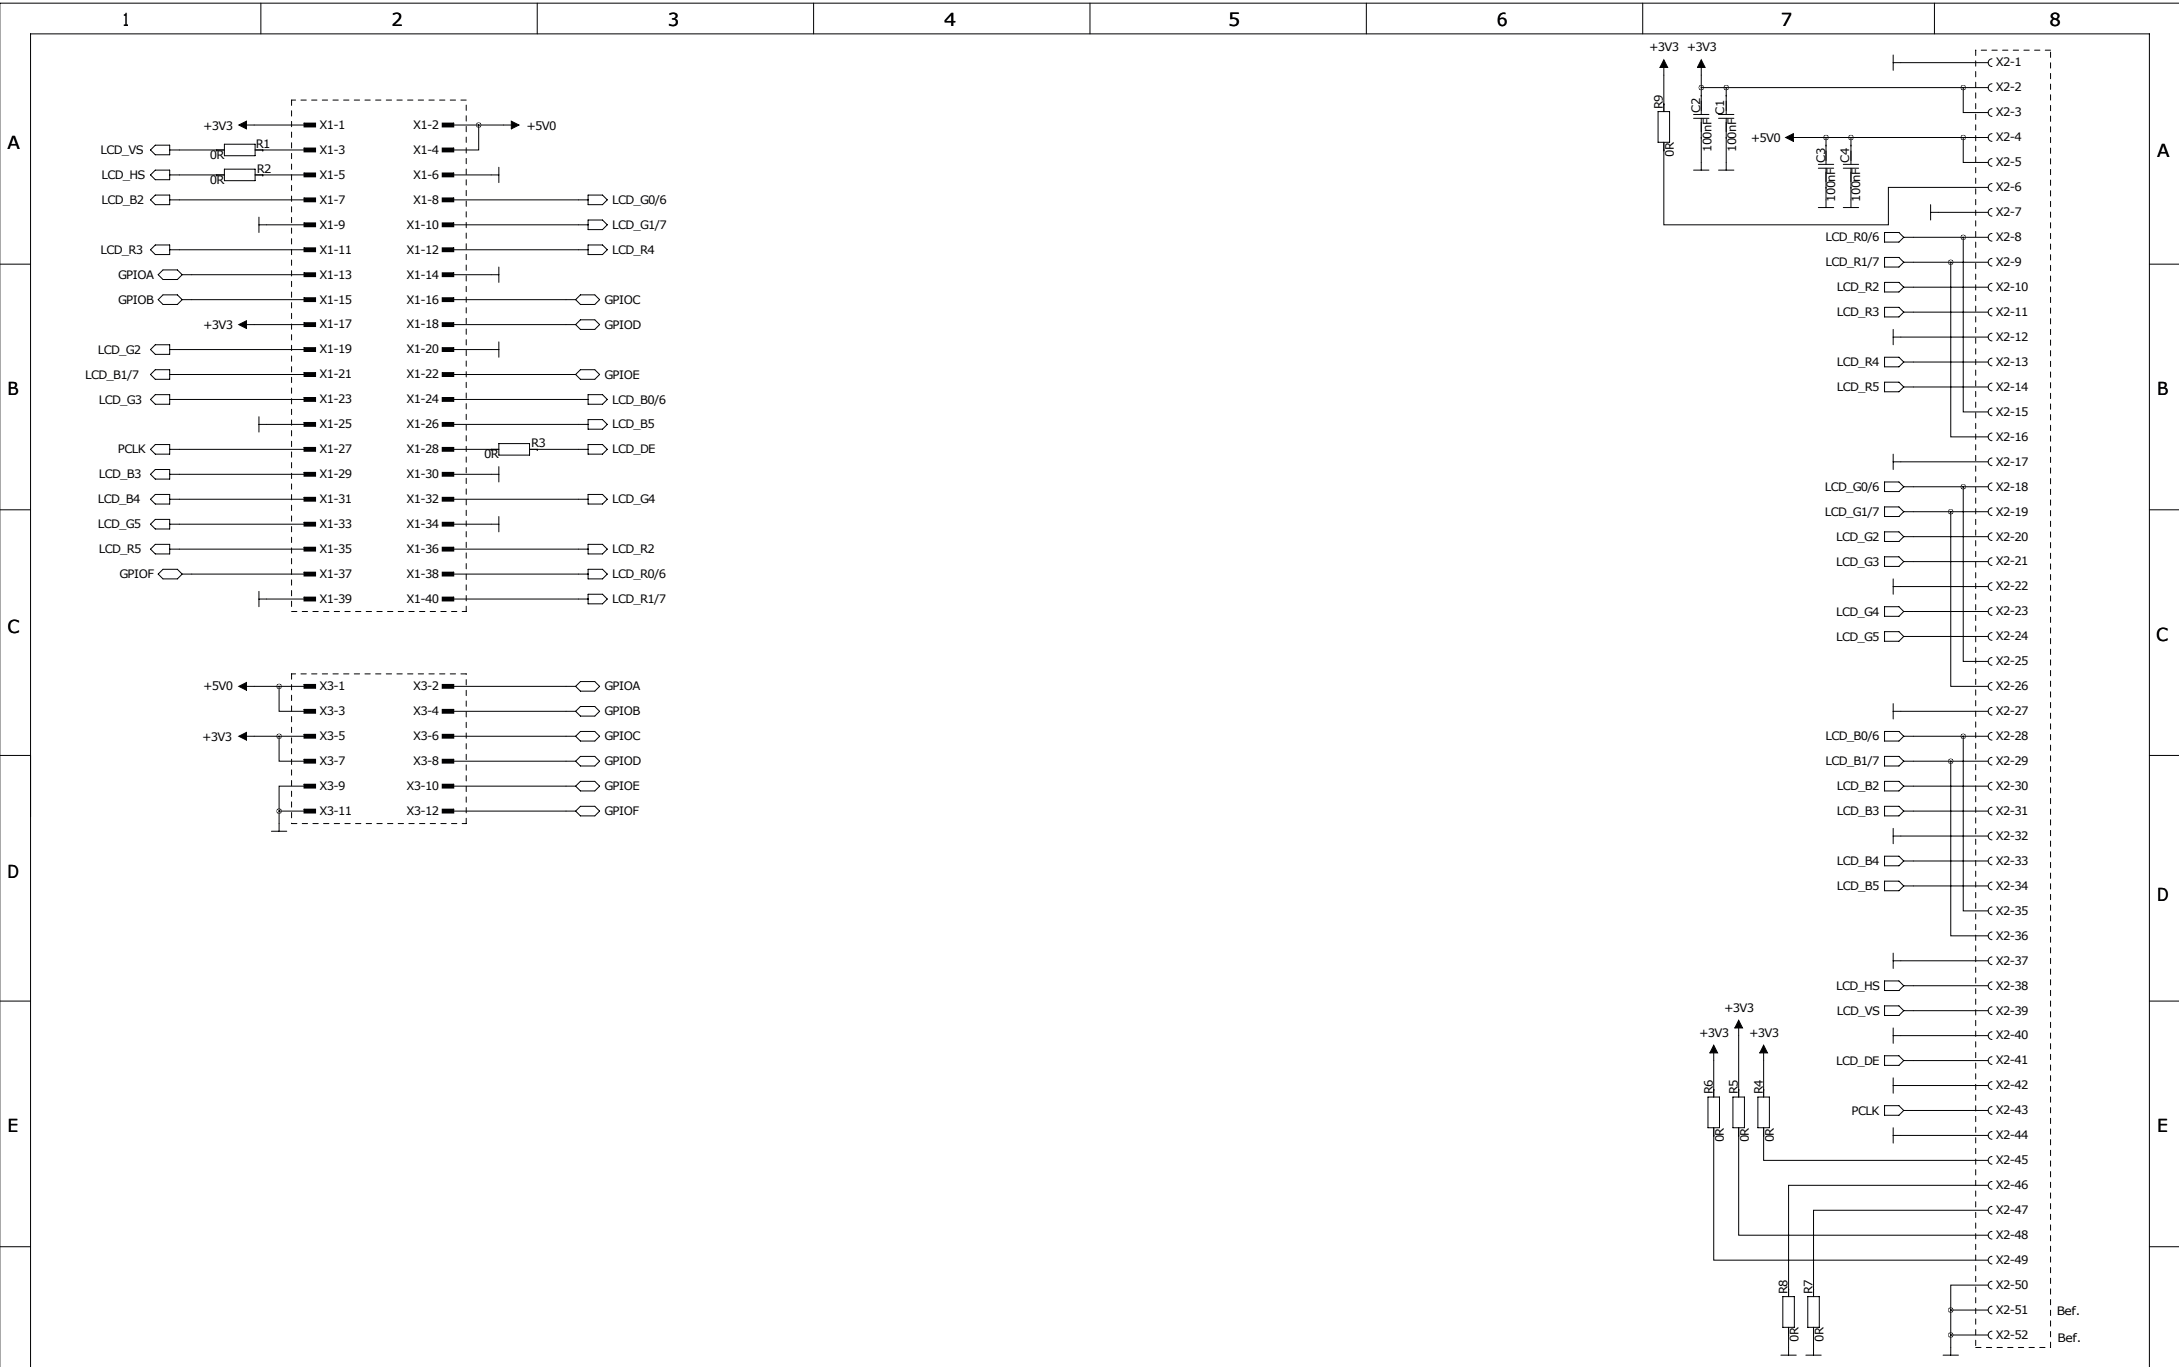 1 2 3 4 5 6 7 8
A
B
C
D
E
+3V3 X1-1 X1-2 +5V0
LCD_VS 0R R1 X1-3 X1-4
LCD_HS 0R R2 X1-5 X1-6
LCD_B2 X1-7 X1-8 LCD_G0/6
X1-9 X1-10 LCD_G1/7
LCD_R3 X1-11 X1-12 LCD_R4
GPIOA X1-13 X1-14
GPIOB X1-15 X1-16 GPIOC
+3V3 X1-17 X1-18 GPIOD
LCD_G2 X1-19 X1-20
LCD_B1/7 X1-21 X1-22 GPIOE
LCD_G3 X1-23 X1-24 LCD_B0/6
X1-25 X1-26 LCD_B5
PCLK X1-27 X1-28 0R R3 LCD_DE
LCD_B3 X1-29 X1-30
LCD_B4 X1-31 X1-32 LCD_G4
LCD_G5 X1-33 X1-34
LCD_R5 X1-35 X1-36 LCD_R2
GPIOF X1-37 X1-38 LCD_R0/6
X1-39 X1-40 LCD_R1/7
+5V0 X3-1 X3-2 GPIOA
X3-3 X3-4 GPIOB
+3V3 X3-5 X3-6 GPIOC
X3-7 X3-8 GPIOD
X3-9 X3-10 GPIOE
X3-11 X3-12 GPIOF
+3V3 +3V3
R9 0R
C2 100nF
C1 100nF
+5V0
C3 100nF
C4 100nF
X2-1
X2-2
X2-3
X2-4
X2-5
X2-6
X2-7
LCD_R0/6 X2-8
LCD_R1/7 X2-9
LCD_R2 X2-10
LCD_R3 X2-11
X2-12
LCD_R4 X2-13
LCD_R5 X2-14
X2-15
X2-16
X2-17
LCD_G0/6 X2-18
LCD_G1/7 X2-19
LCD_G2 X2-20
LCD_G3 X2-21
X2-22
LCD_G4 X2-23
LCD_G5 X2-24
X2-25
X2-26
X2-27
LCD_B0/6 X2-28
LCD_B1/7 X2-29
LCD_B2 X2-30
LCD_B3 X2-31
X2-32
LCD_B4 X2-33
LCD_B5 X2-34
X2-35
X2-36
X2-37
LCD_HS X2-38
LCD_VS X2-39
X2-40
LCD_DE X2-41
X2-42
PCLK X2-43
X2-44
X2-45
X2-46
X2-47
X2-48
X2-49
X2-50
X2-51 Bef.
X2-52 Bef.
+3V3
+3V3 +3V3
R6 0R
R5 0R
R4 0R
R8 0R
R7 0R
A
B
C
D
E